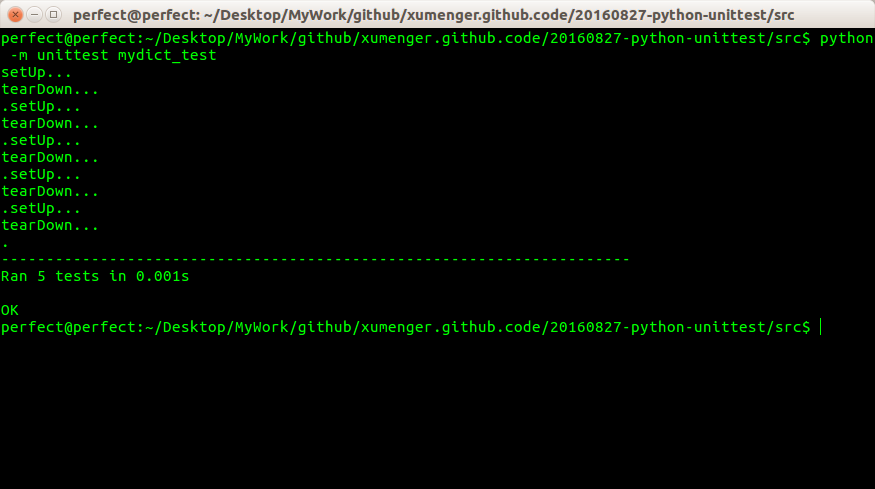 perfect@perfect: ~/Desktop/MyWork/github/xumenger.github.code/20160827-python-unittest/src
perfect@perfect:~/Desktop/MyWork/github/xumenger.github.code/20160827-python-unittest/src$ python
 -m unittest mydict_test
setUp...
tearDown...
.setUp...
tearDown...
.setUp...
tearDown...
.setUp...
tearDown...
.setUp...
tearDown...
.
----------------------------------------------------------------------
Ran 5 tests in 0.001s

OK
perfect@perfect:~/Desktop/MyWork/github/xumenger.github.code/20160827-python-unittest/src$